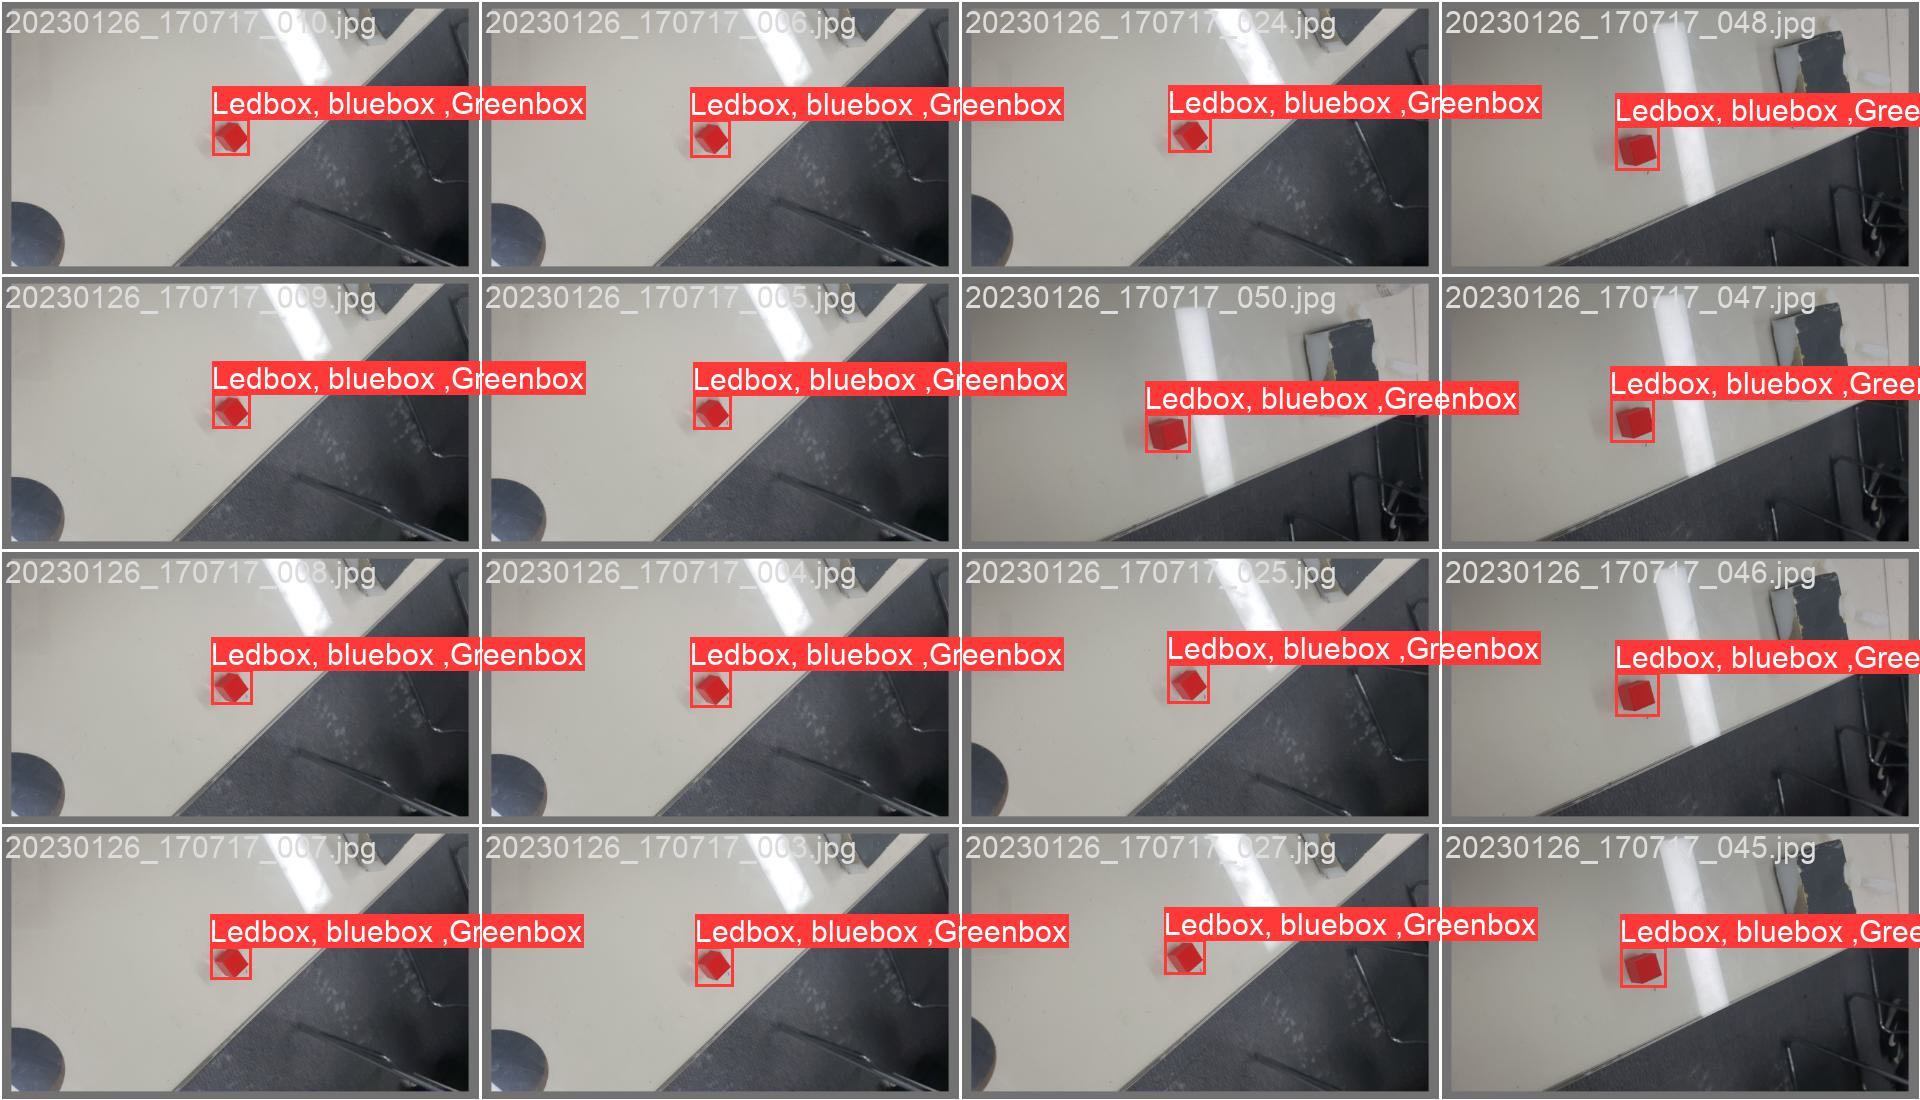 20230126_170717_010.jpg
20230126_170717_006.jpg
20230126_170717_024.jpg
20230126_170717_048.jpg
Ledbox, bluebox ,Greenbox
Ledbox, bluebox ,Greenbox
Ledbox, bluebox ,Greenbox
Ledbox, bluebox ,Gree
20230126_170717_009.jpg
20230126_170717_005.jpg
20230126_170717_050.jpg
20230126_170717_047.jpg
Ledbox, bluebox ,Greenbox
Ledbox, bluebox ,Greenbox
Ledbox, bluebox ,Greenbox
Ledbox, bluebox ,Green
20230126_170717_008.jpg
20230126_170717_004.jpg
20230126_170717_025.jpg
20230126_170717_046.jpg
Ledbox, bluebox ,Greenbox
Ledbox, bluebox ,Greenbox
Ledbox, bluebox ,Greenbox
Ledbox, bluebox ,Gree
20230126_170717_007.jpg
20230126_170717_003.jpg
20230126_170717_027.jpg
20230126_170717_045.jpg
Ledbox, bluebox ,Greenbox
Ledbox, bluebox ,Greenbox
Ledbox, bluebox ,Greenbox
Ledbox, bluebox ,Gree